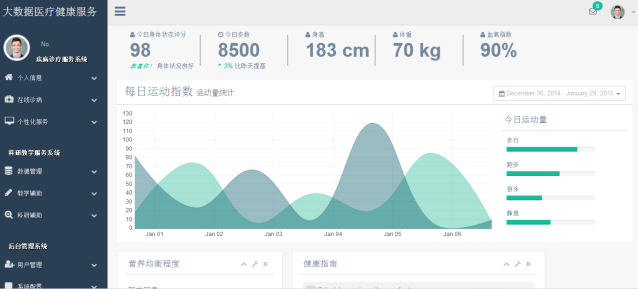 大数据医疗健康服务
No.
疾病诊疗服务系统
个人信息
在线诊病
个性化服务
科研教学服务系统
数据管理
教学辅助
科研辅助
后台管理系统
用户管理
系统配置
6
今日身体状态评分
98
身体状况良好
今日步数
8500
3% 比昨天提高
身高
183 cm
体重
70 kg
血氧指数
90%
每日运动指数 运动量统计
December 30, 2014 - January 28, 2015
130
120
110
100
90
80
70
60
50
40
30
20
10
0
Jan 01
Jan 02
Jan 03
Jan 04
Jan 05
Jan 06
今日运动量
步行
跑步
游泳
静息
营养均衡程度
健康指南